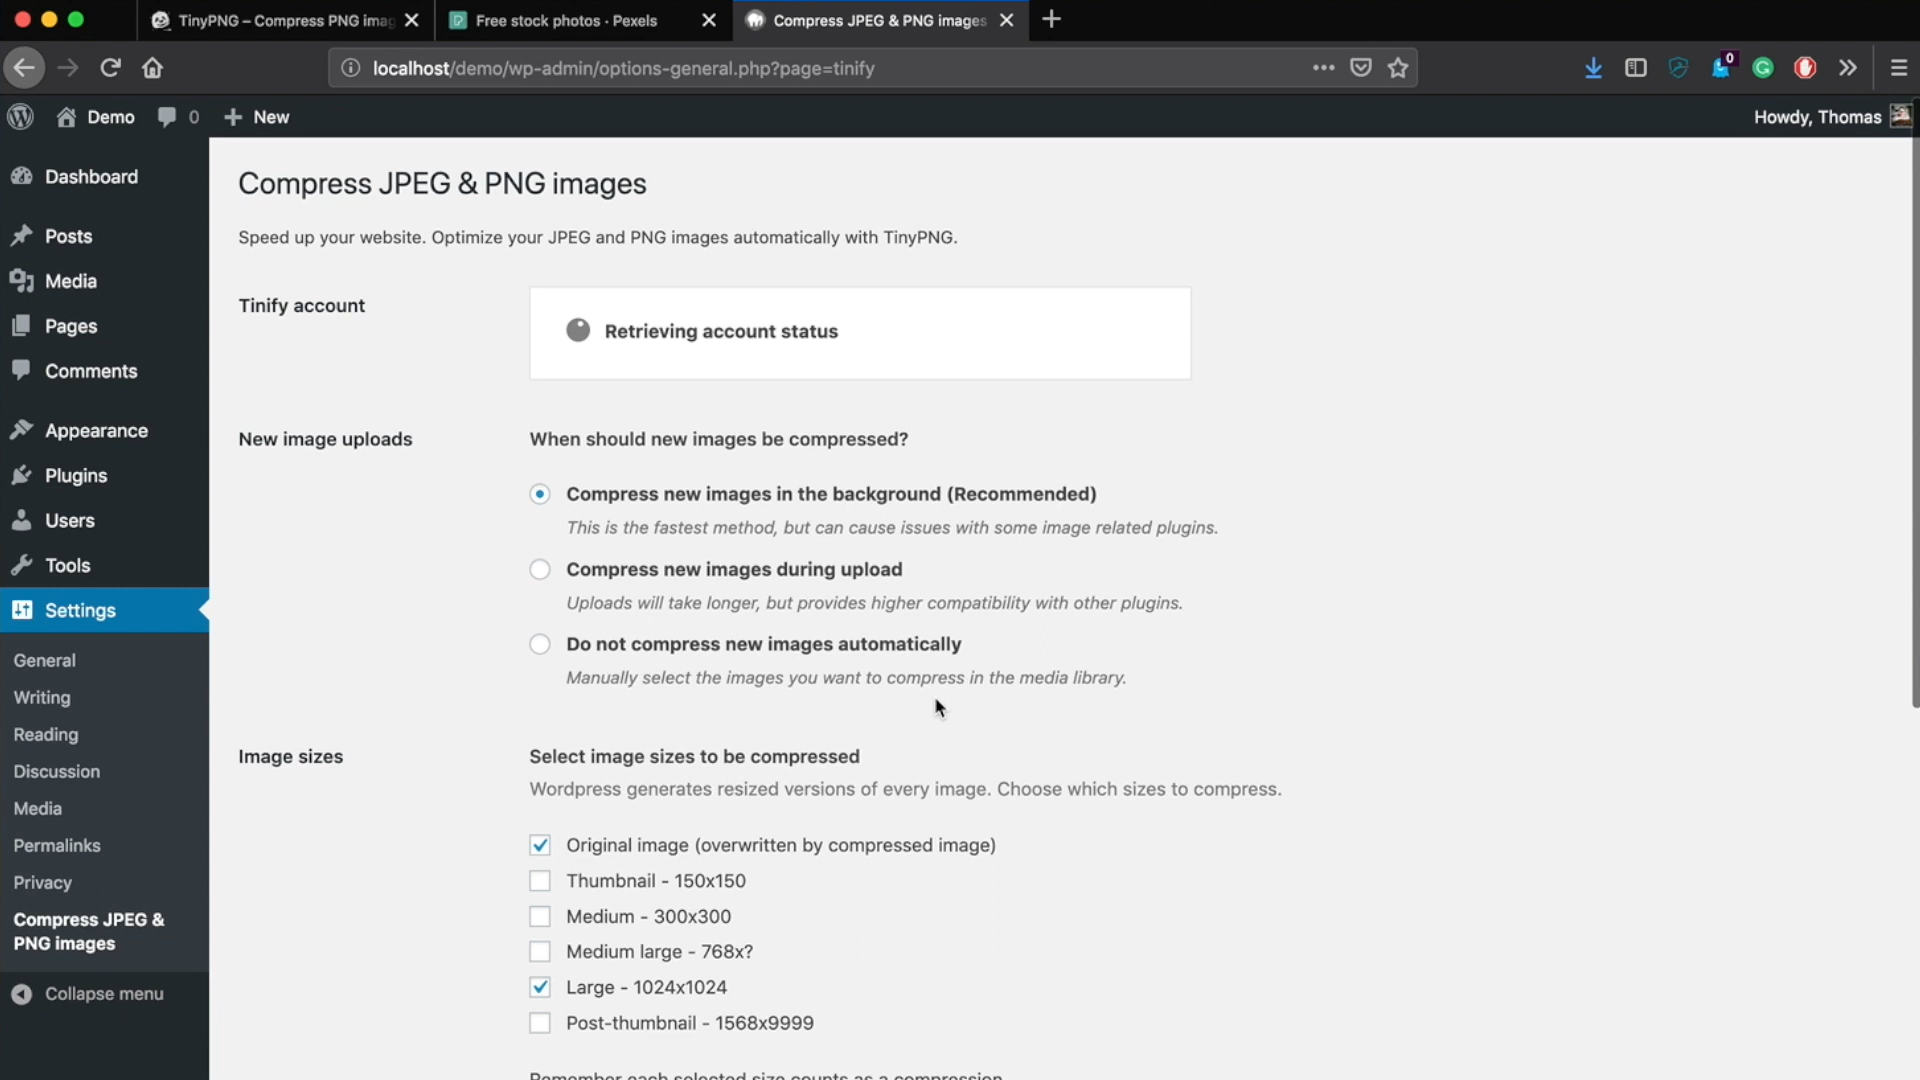 TinyPNG – Compress PNG imag
Free stock photos · Pexels
Compress JPEG & PNG images
localhost/demo/wp-admin/options-general.php?page=tinify
0
Demo
0
New
Howdy, Thomas
Dashboard
Posts
Media
Pages
Comments
Appearance
Plugins
Users
Tools
Settings
General
Writing
Reading
Discussion
Media
Permalinks
Privacy
Compress JPEG &
PNG images
Collapse menu
Compress JPEG & PNG images
Speed up your website. Optimize your JPEG and PNG images automatically with TinyPNG.
Tinify account
Retrieving account status
New image uploads
When should new images be compressed?
Compress new images in the background (Recommended)
This is the fastest method, but can cause issues with some image related plugins.
Compress new images during upload
Uploads will take longer, but provides higher compatibility with other plugins.
Do not compress new images automatically
Manually select the images you want to compress in the media library.
Image sizes
Select image sizes to be compressed
Wordpress generates resized versions of every image. Choose which sizes to compress.
Original image (overwritten by compressed image)
Thumbnail - 150x150
Medium - 300x300
Medium large - 768x?
Large - 1024x1024
Post-thumbnail - 1568x9999
Remember each selected size counts as a compression